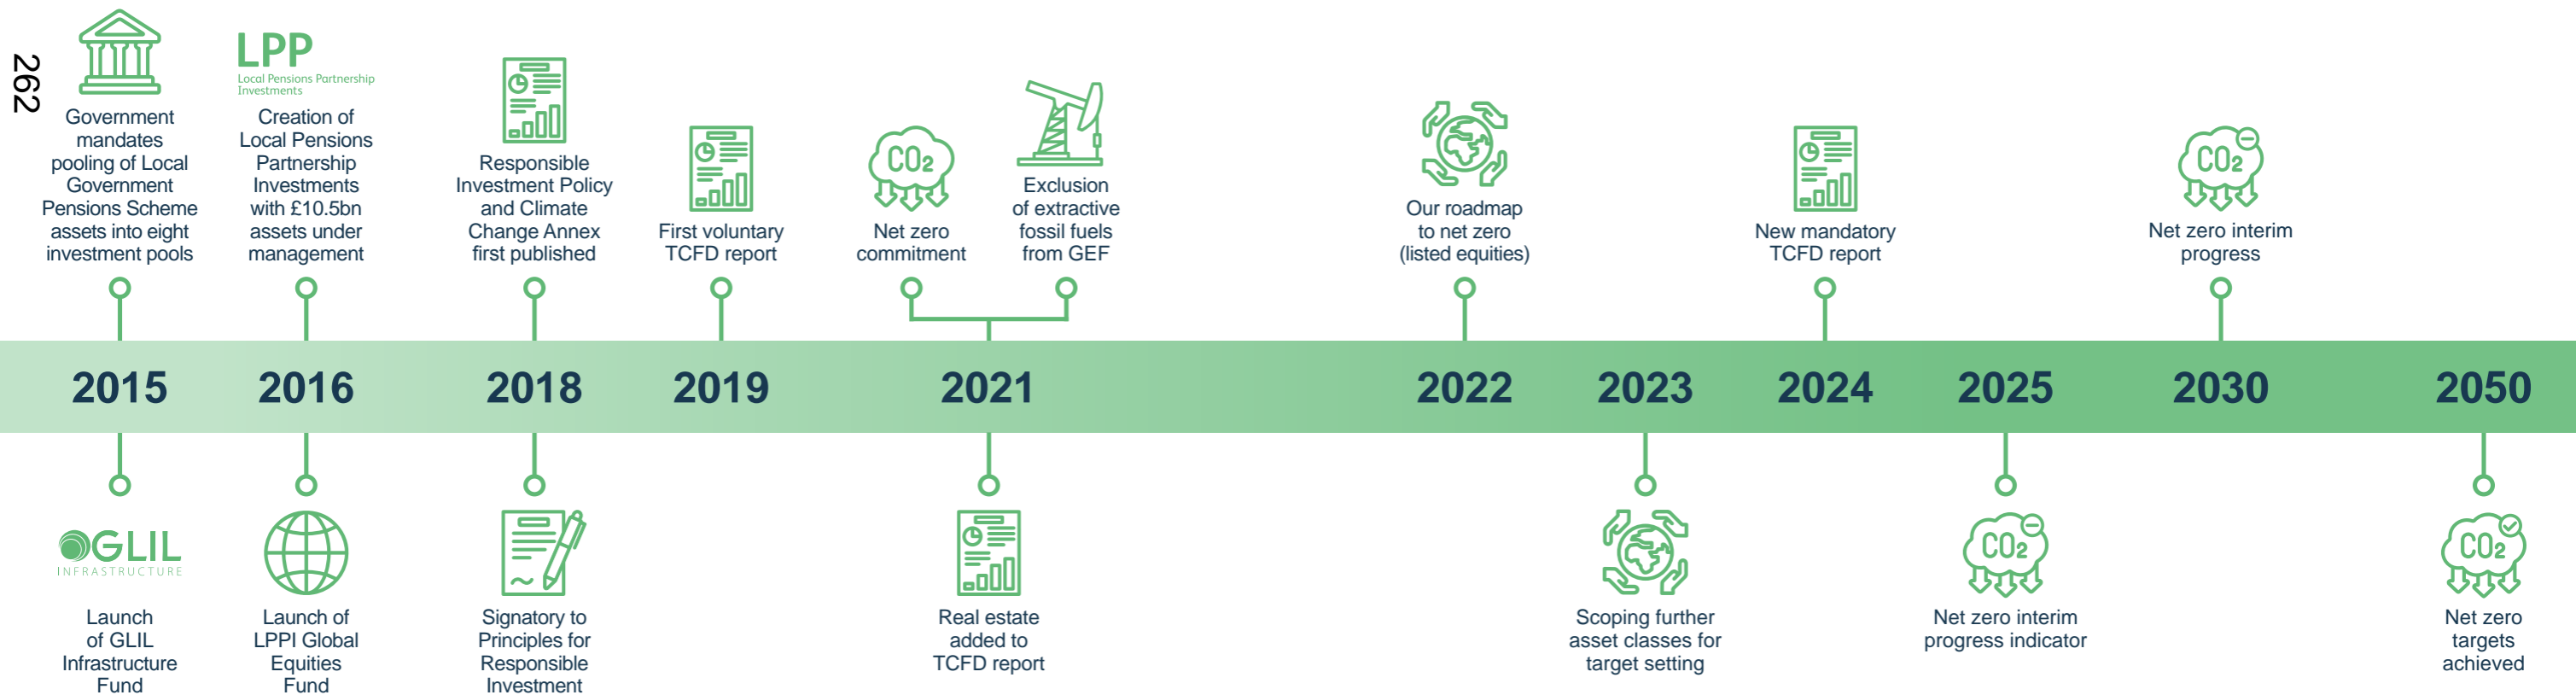 262
Government
mandates
pooling of Local
Government
Pensions Scheme
assets into eight
investment pools
LPP
Local Pensions Partnership
Investments
Creation of
Local Pensions
Partnership
Investments
with £10.5bn
assets under
management
Responsible
Investment Policy
and Climate
Change Annex
first published
First voluntary
TCFD report
CO2
Net zero
commitment
Exclusion
of extractive
fossil fuels
from GEF
Our roadmap
to net zero
(listed equities)
New mandatory
TCFD report
CO2
Net zero interim
progress
2015 2016 2018 2019 2021 2022 2023 2024 2025 2030 2050
GLIL
INFRASTRUCTURE
Launch
of GLIL
Infrastructure
Fund
Launch of
LPPI Global
Equities
Fund
Signatory to
Principles for
Responsible
Investment
Real estate
added to
TCFD report
Scoping further
asset classes for
target setting
CO2
Net zero interim
progress indicator
CO2
Net zero
targets
achieved